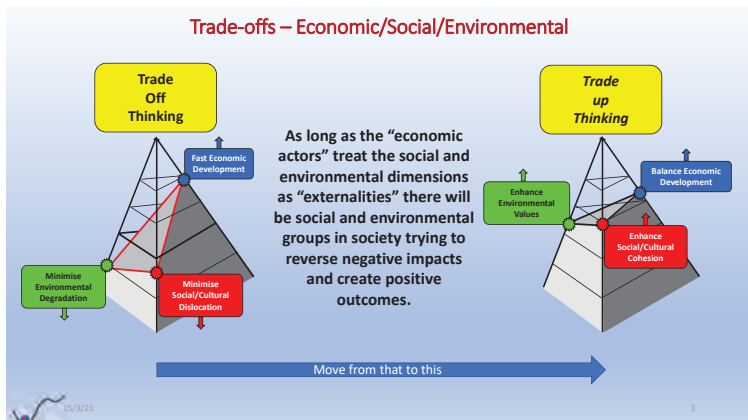 Trade-offs – Economic/Social/Environmental
Trade
Off
Thinking
Fast Economic
Development
Minimise
Environmental
Degradation
Minimise
Social/Cultural
Dislocation
As long as the “economic
actors” treat the social and
environmental dimensions
as “externalities” there will
be social and environmental
groups in society trying to
reverse negative impacts
and create positive
outcomes.
Trade
up
Thinking
Balance Economic
Development
Enhance
Environmental
Values
Enhance
Social/Cultural
Cohesion
Move from that to this
15/3/21
3